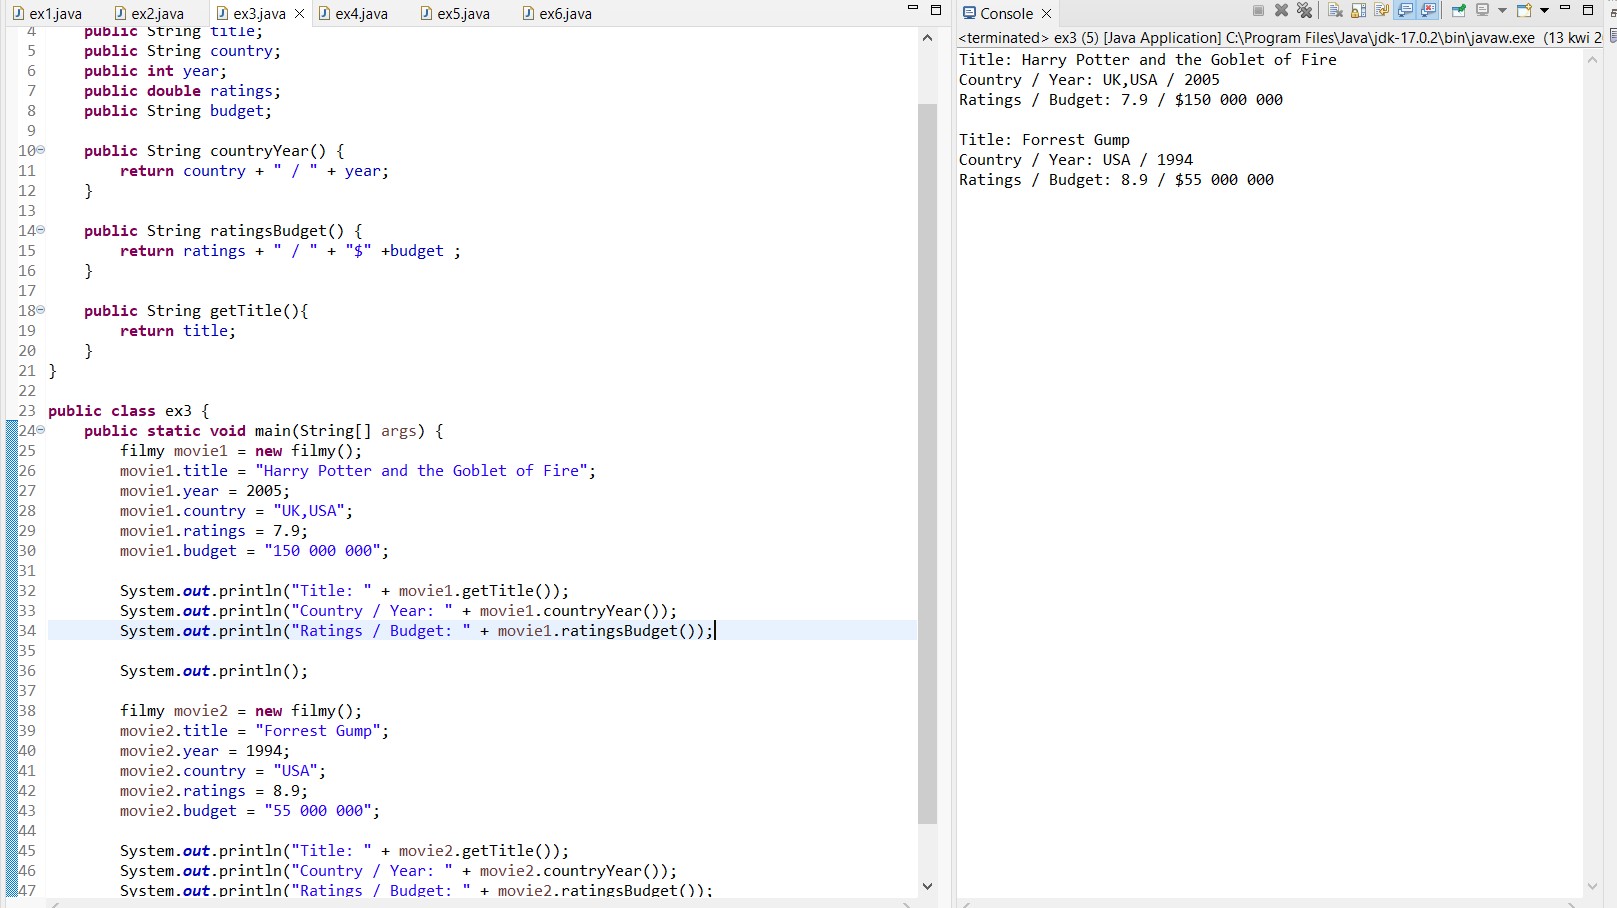 ex1.java ex2.java ex3.java ex4.java ex5.java ex6.java
4 public String title;
5 public String country;
6 public int year;
7 public double ratings;
8 public String budget;
9
10 public String countryYear() {
11 return country + " / " + year;
12 }
13
14 public String ratingsBudget() {
15 return ratings + " / " + "$" +budget ;
16 }
17
18 public String getTitle(){
19 return title;
20 }
21 }
22
23 public class ex3 {
24 public static void main(String[] args) {
25 filmy movie1 = new filmy();
26 movie1.title = "Harry Potter and the Goblet of Fire";
27 movie1.year = 2005;
28 movie1.country = "UK,USA";
29 movie1.ratings = 7.9;
30 movie1.budget = "150 000 000";
31
32 System.out.println("Title: " + movie1.getTitle());
33 System.out.println("Country / Year: " + movie1.countryYear());
34 System.out.println("Ratings / Budget: " + movie1.ratingsBudget());
35
36 System.out.println();
37
38 filmy movie2 = new filmy();
39 movie2.title = "Forrest Gump";
40 movie2.year = 1994;
41 movie2.country = "USA";
42 movie2.ratings = 8.9;
43 movie2.budget = "55 000 000";
44
45 System.out.println("Title: " + movie2.getTitle());
46 System.out.println("Country / Year: " + movie2.countryYear());
47 System.out.println("Ratings / Budget: " + movie2.ratingsBudget());
Console
<terminated> ex3 (5) [Java Application] C:\Program Files\Java\jdk-17.0.2\bin\javaw.exe (13 kwi 2
Title: Harry Potter and the Goblet of Fire
Country / Year: UK,USA / 2005
Ratings / Budget: 7.9 / $150 000 000
Title: Forrest Gump
Country / Year: USA / 1994
Ratings / Budget: 8.9 / $55 000 000